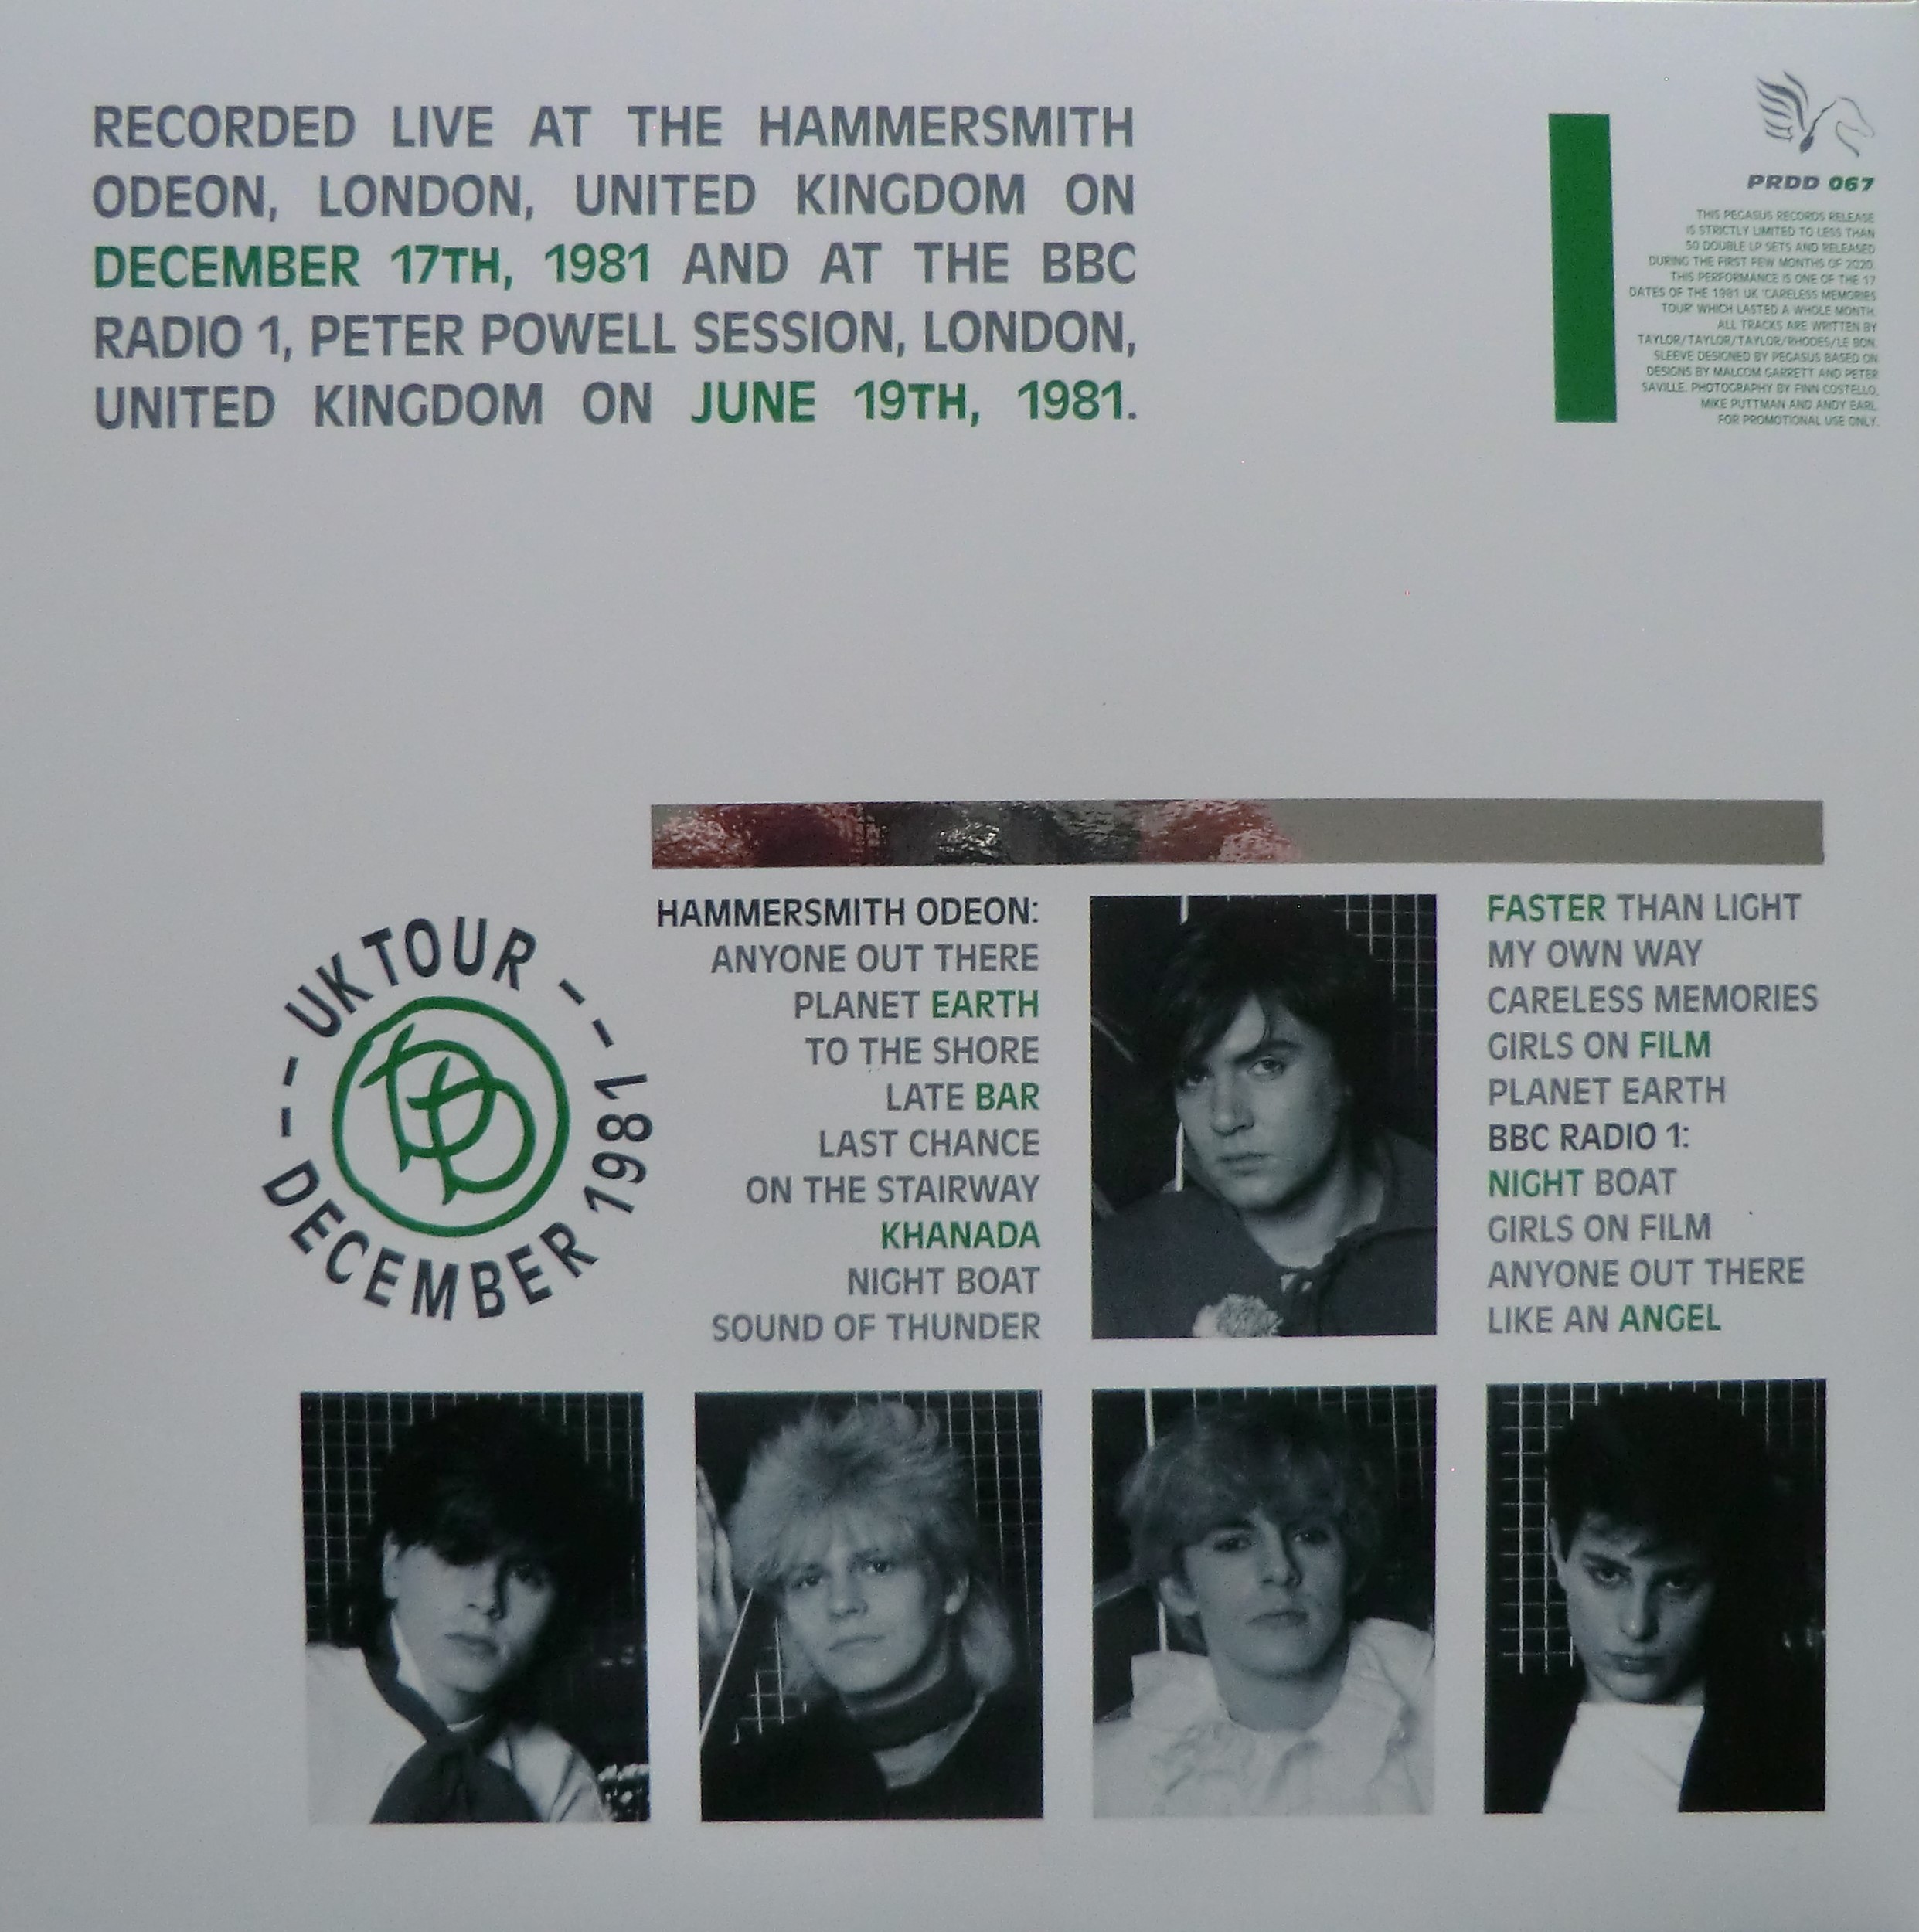 RECORDED LIVE AT THE HAMMERSMITH
ODEON, LONDON, UNITED KINGDOM ON
DECEMBER 17TH, 1981 AND AT THE BBC
RADIO 1, PETER POWELL SESSION, LONDON,
UNITED KINGDOM ON JUNE 19TH, 1981.
PRDD 067
THIS PEGASUS RECORDS RELEASE
IS STRICTLY LIMITED TO LESS THAN
50 DOUBLE LP SETS AND RELEASED
DURING THE FIRST FEW MONTHS OF 2020.
THIS PERFORMANCE IS ONE OF THE 17
DATES OF THE 1981 UK 'CARELESS MEMORIES
TOUR' WHICH LASTED A WHOLE MONTH.
ALL TRACKS ARE WRITTEN BY
TAYLOR/TAYLOR/TAYLOR/RHODES/LE BON.
SLEEVE DESIGNED BY PEGASUS BASED ON
DESIGNS BY MALCOM GARRETT AND PETER
SAVILLE. PHOTOGRAPHY BY FINN COSTELLO,
MIKE PUTTMAN AND ANDY EARL.
FOR PROMOTIONAL USE ONLY.
UK TOUR
DD
DECEMBER 1981
HAMMERSMITH ODEON:
ANYONE OUT THERE
PLANET EARTH
TO THE SHORE
LATE BAR
LAST CHANCE
ON THE STAIRWAY
KHANADA
NIGHT BOAT
SOUND OF THUNDER
FASTER THAN LIGHT
MY OWN WAY
CARELESS MEMORIES
GIRLS ON FILM
PLANET EARTH
BBC RADIO 1:
NIGHT BOAT
GIRLS ON FILM
ANYONE OUT THERE
LIKE AN ANGEL